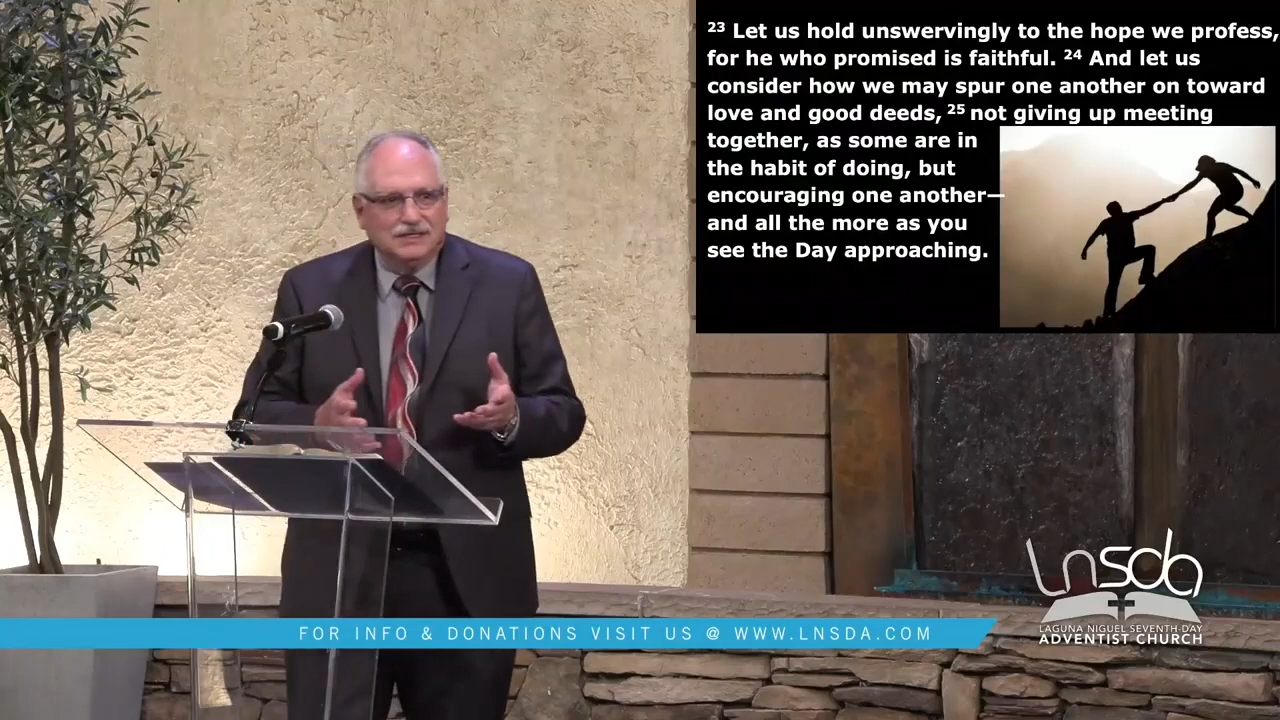 23 Let us hold unswervingly to the hope we profess,
for he who promised is faithful. 24 And let us
consider how we may spur one another on toward
love and good deeds, 25 not giving up meeting
together, as some are in
the habit of doing, but
encouraging one another—
and all the more as you
see the Day approaching.
lnsda
LAGUNA NIGUEL SEVENTH-DAY
ADVENTIST CHURCH
FOR INFO & DONATIONS VISIT US @ WWW.LNSDA.COM